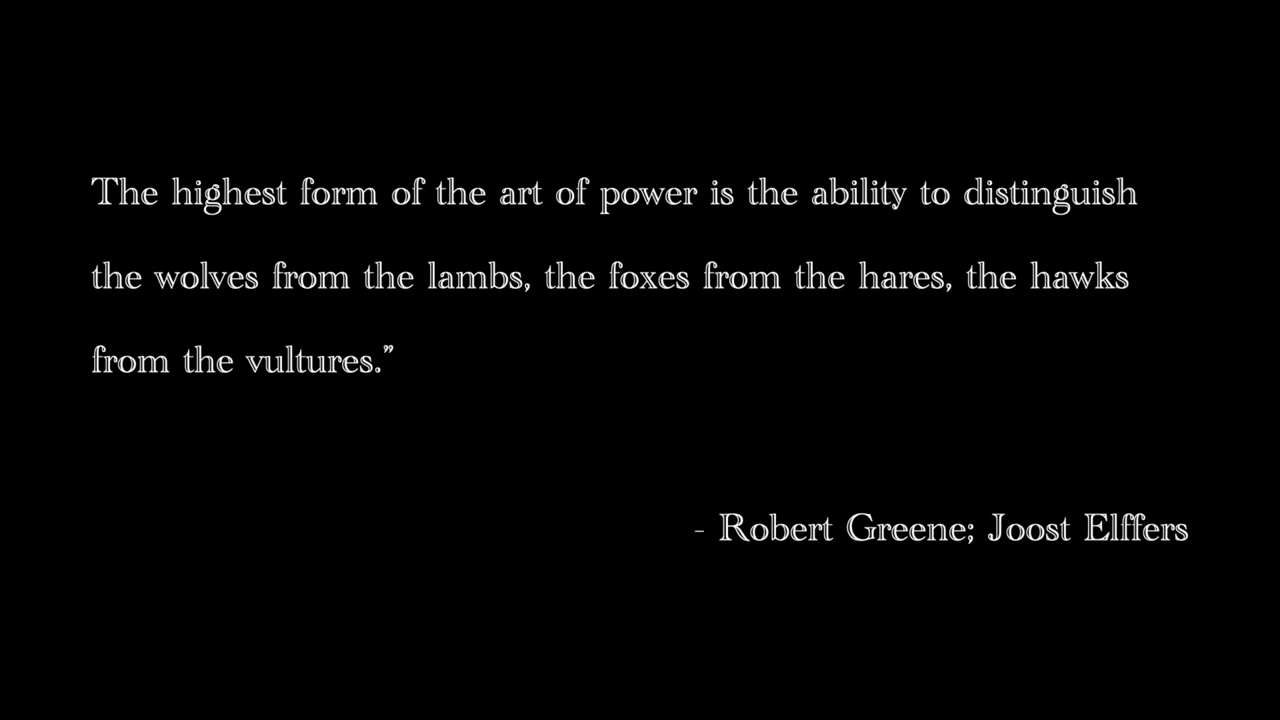 The highest form of the art of power is the ability to distinguish
the wolves from the lambs, the foxes from the hares, the hawks
from the vultures.”
- Robert Greene; Joost Elffers